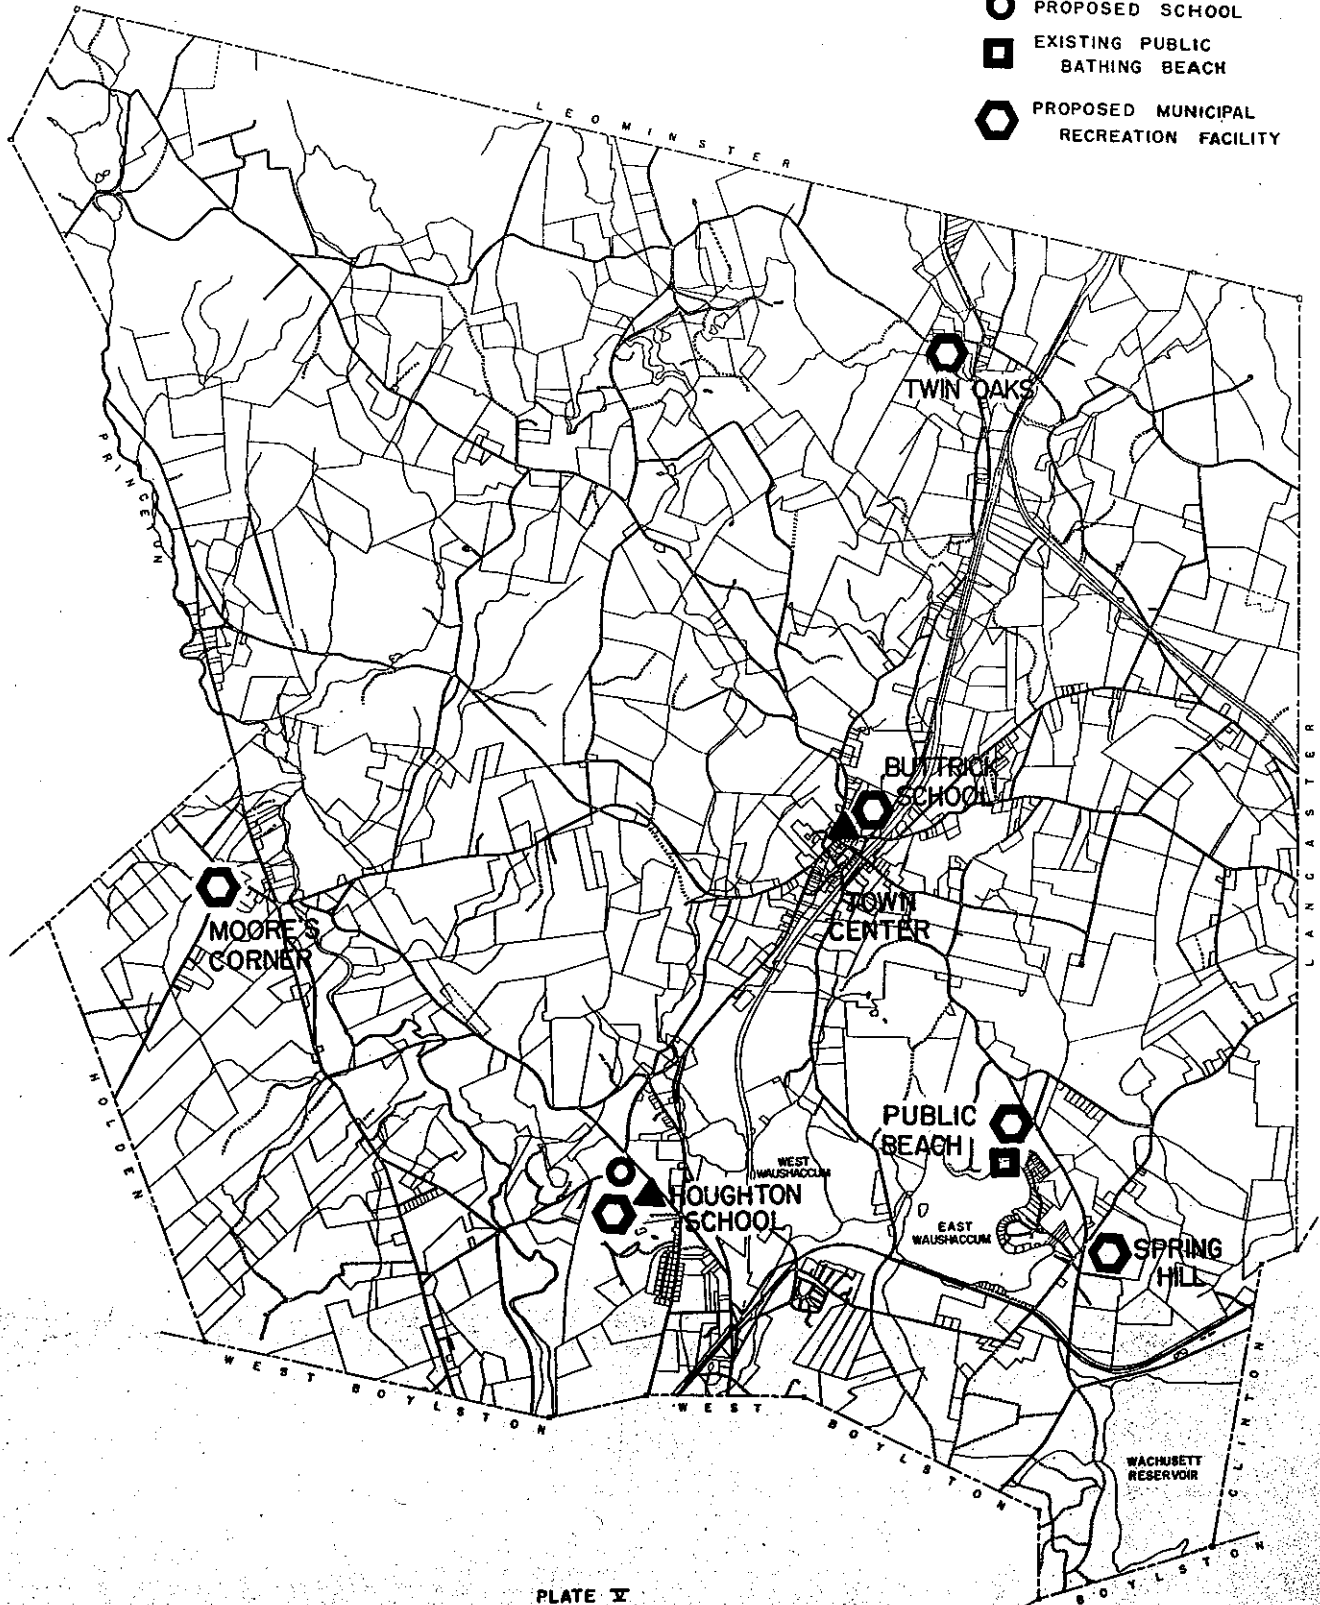 PROPOSED SCHOOL
EXISTING PUBLIC
BATHING BEACH
PROPOSED MUNICIPAL
RECREATION FACILITY
LEOMINSTER
TWIN OAKS
PRINCETON
BUTTRICK
SCHOOL
LANCASTER
MOORE'S
CORNER
TOWN
CENTER
HOLDEN
PUBLIC
BEACH
WEST
WAUSHACCUM
HOUGHTON
SCHOOL
EAST
WAUSHACCUM
SPRING
HILL
WEST BOYLSTON
WEST BOYLSTON
CLINTON
WACHUSETT
RESERVOIR
BOYLSTON
PLATE V